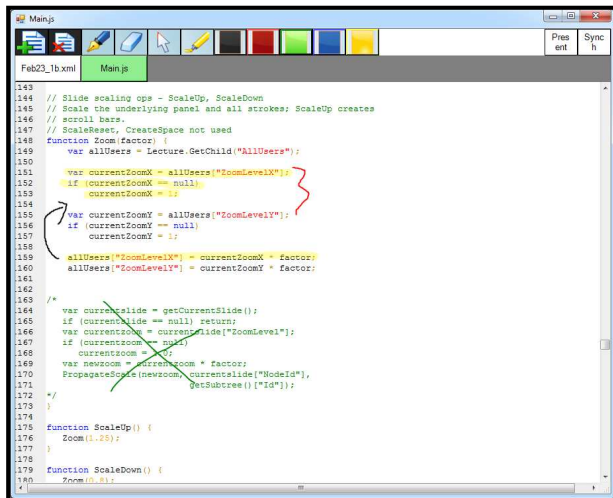 Main.js
Pres
ent
Sync
h
Feb23_1b.xml
Main.js
.143
.144 // Slide scaling ops - ScaleUp, ScaleDown
.145 // Scale the underlying panel and all strokes; ScaleUp creates
.146 // scroll bars.
.147 // ScaleReset, CreateSpace not used
.148 function Zoom(factor) {
.149 var allUsers = Lecture.GetChild("AllUsers");
.150
.151 var currentZoomX = allUsers["ZoomLevelX"];
.152 if (currentZoomX == null)
.153 currentZoomX = 1;
.154
.155 var currentZoomY = allUsers["ZoomLevelY"];
.156 if (currentZoomY == null)
.157 currentZoomY = 1;
.158
.159 allUsers["ZoomLevelX"] = currentZoomX * factor;
.160 allUsers["ZoomLevelY"] = currentZoomY * factor;
.161
.162
.163 /*
.164 var currentslide = getCurrentSlide();
.165 if (currentslide == null) return;
.166 var currentzoom = currentslide["ZoomLevel"];
.167 if (currentzoom == null)
.168 currentzoom =
.169 var newzoom = currentzoom * factor;
.170 PropagateScale(newzoom, currentslide["NodeId"],
.171 getSubtree()["Id"]);
.172 */
.173 }
.174
.175 function ScaleUp() {
.176 Zoom(1.25);
.177 }
.178
.179 function ScaleDown() {
.180 Zoom(0.8);